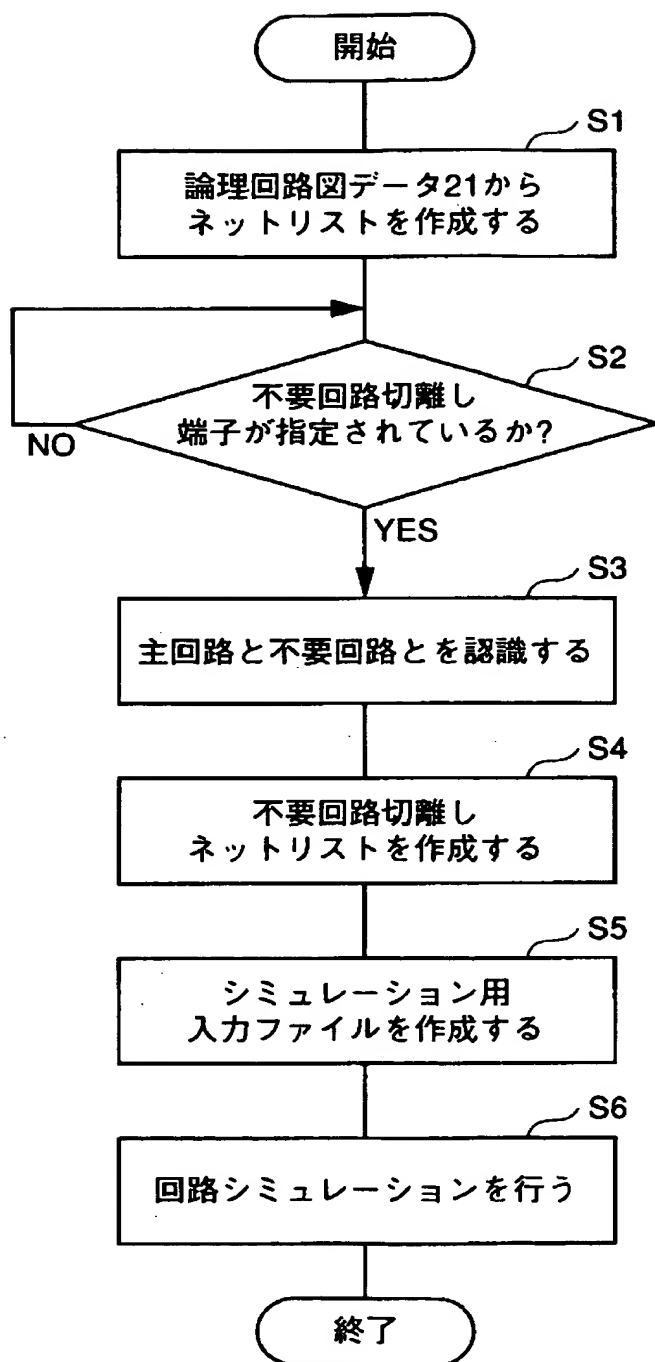 開始
S1
論理回路図データ21から
ネットリストを作成する
S2
不要回路切離し
端子が指定されているか?
NO
YES
S3
主回路と不要回路とを認識する
S4
不要回路切離し
ネットリストを作成する
S5
シミュレーション用
入力ファイルを作成する
S6
回路シミュレーションを行う
終了